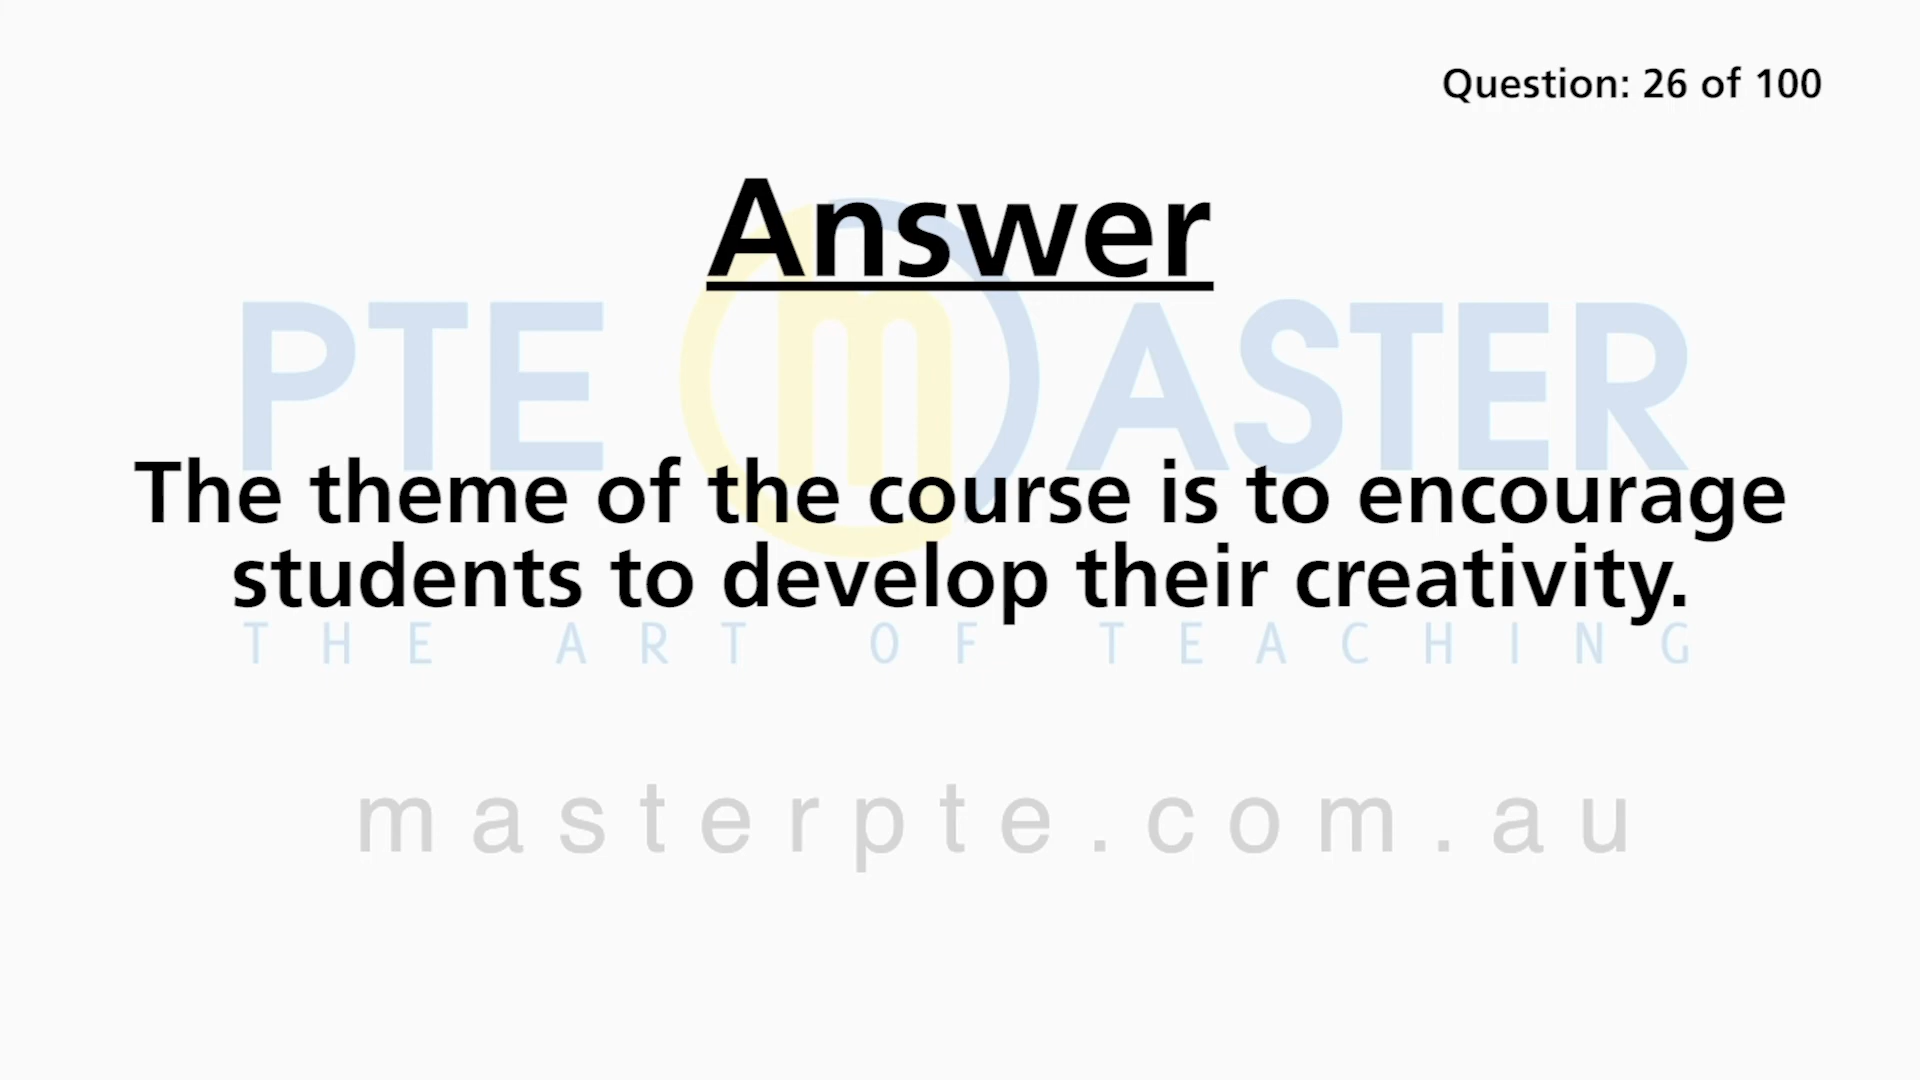 Question: 26 of 100
Answer
PTE mASTER
The theme of the course is to encourage
students to develop their creativity.
THE ART OF TEACHING
masterpte.com.au